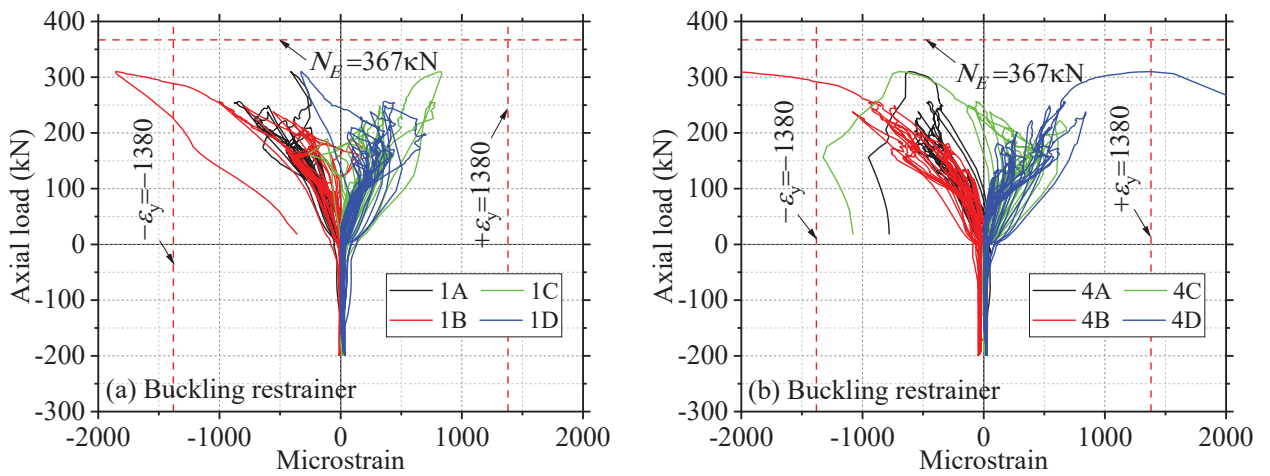 (a)
400
300
200
100
0
-100
-200
-300
Axial load (kN)
N_E=367κN
−ε_y=−1380
+ε_y=1380
1A 1C
1B 1D
(a) Buckling restrainer
-2000 -1000 0 1000 2000
Microstrain
(b)
400
300
200
100
0
-100
-200
-300
Axial load (kN)
N_E=367κN
−ε_y=−1380
+ε_y=1380
4A 4C
4B 4D
(b) Buckling restrainer
-2000 -1000 0 1000 2000
Microstrain